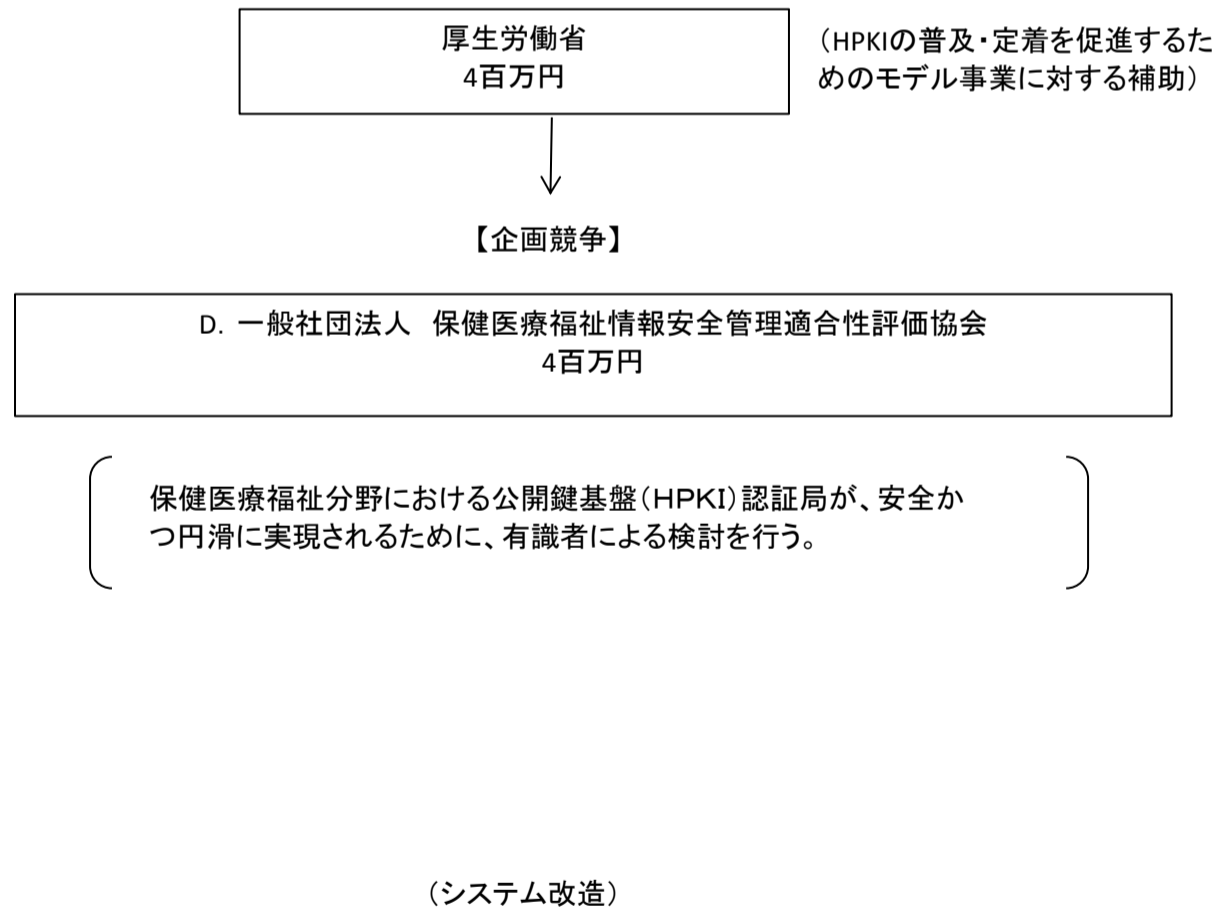 厚生労働省
4百万円
（HPKIの普及・定着を促進するた
めのモデル事業に対する補助）
【企画競争】
D. 一般社団法人　保健医療福祉情報安全管理適合性評価協会
4百万円
保健医療福祉分野における公開鍵基盤（ＨＰＫＩ）認証局が、安全か
つ円滑に実現されるために、有識者による検討を行う。
（システム改造）